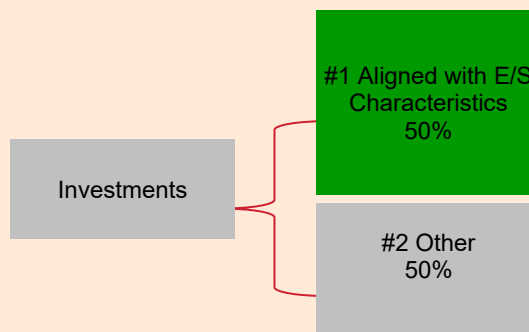 #1 Aligned with E/S
Characteristics
50%
Investments
#2 Other
50%